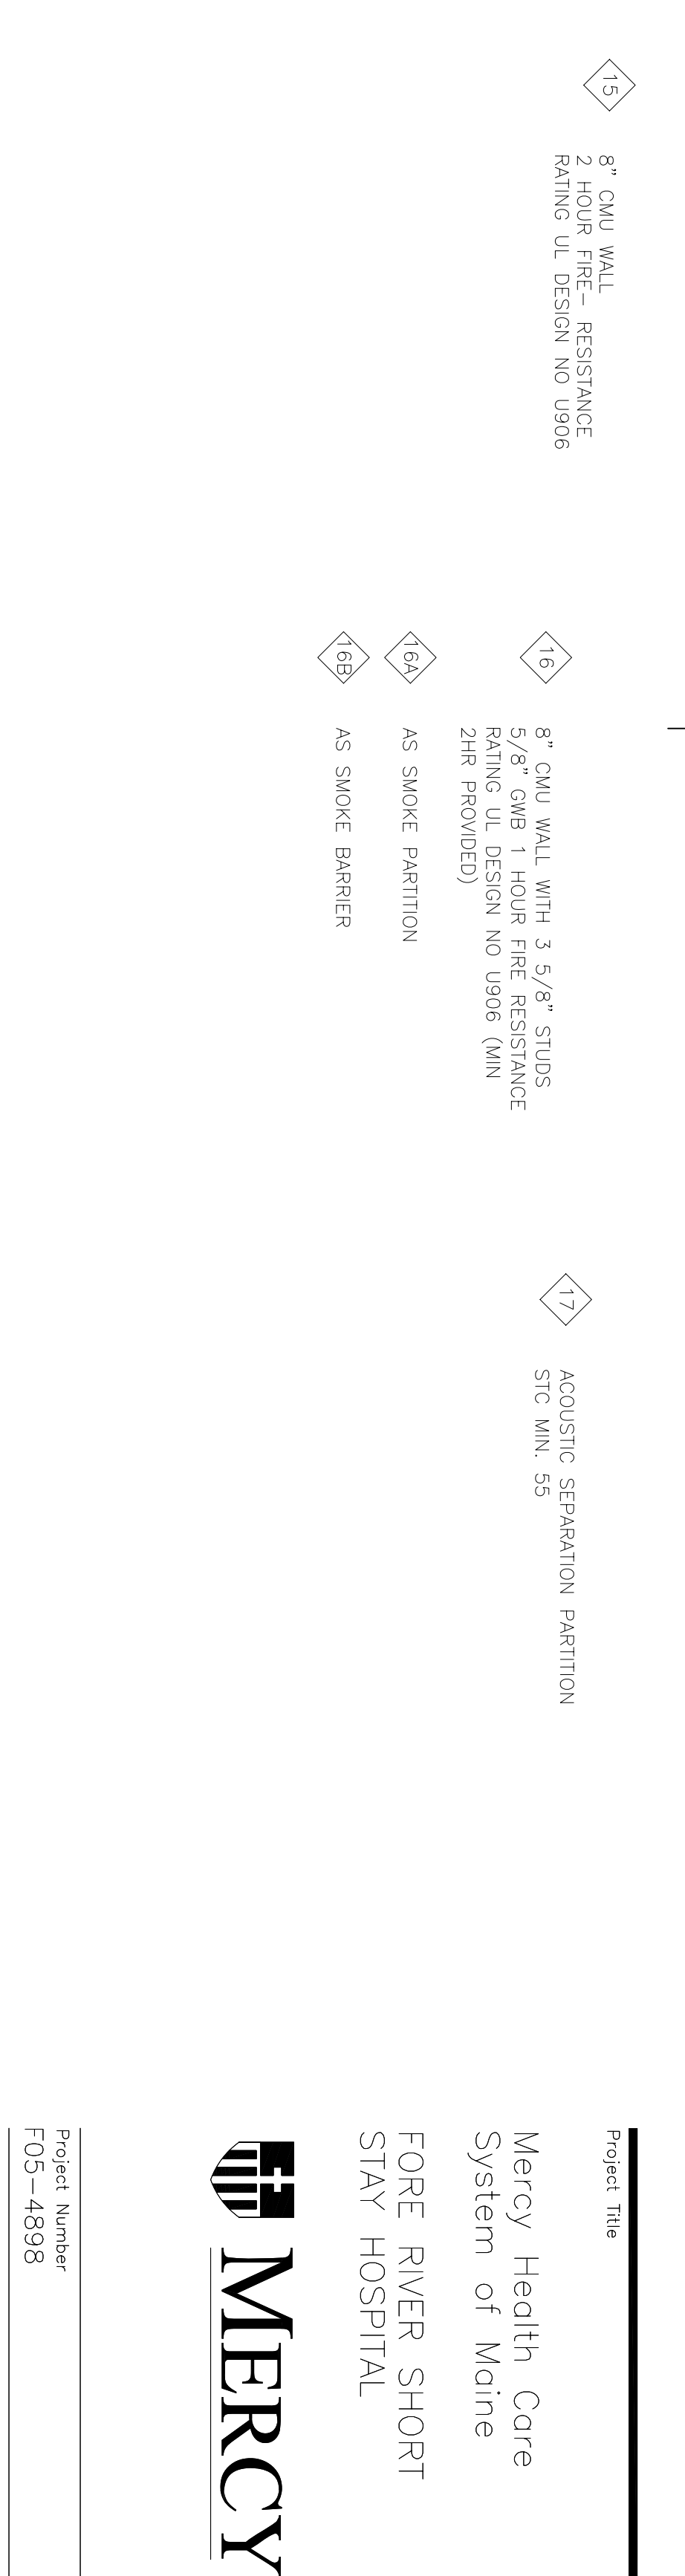 15
8" CMU WALL
2 HOUR FIRE- RESISTANCE
RATING UL DESIGN NO U906
16
8" CMU WALL WITH 3 5/8" STUDS
5/8" GWB 1 HOUR FIRE RESISTANCE
RATING UL DESIGN NO U906 (MIN
2HR PROVIDED)
16A
AS SMOKE PARTITION
16B
AS SMOKE BARRIER
17
ACOUSTIC SEPARATION PARTITION
STC MIN. 55
Project Title
Mercy Health Care
System of Maine
FORE RIVER SHORT
STAY HOSPITAL
MERCY
Project Number
F05-4898